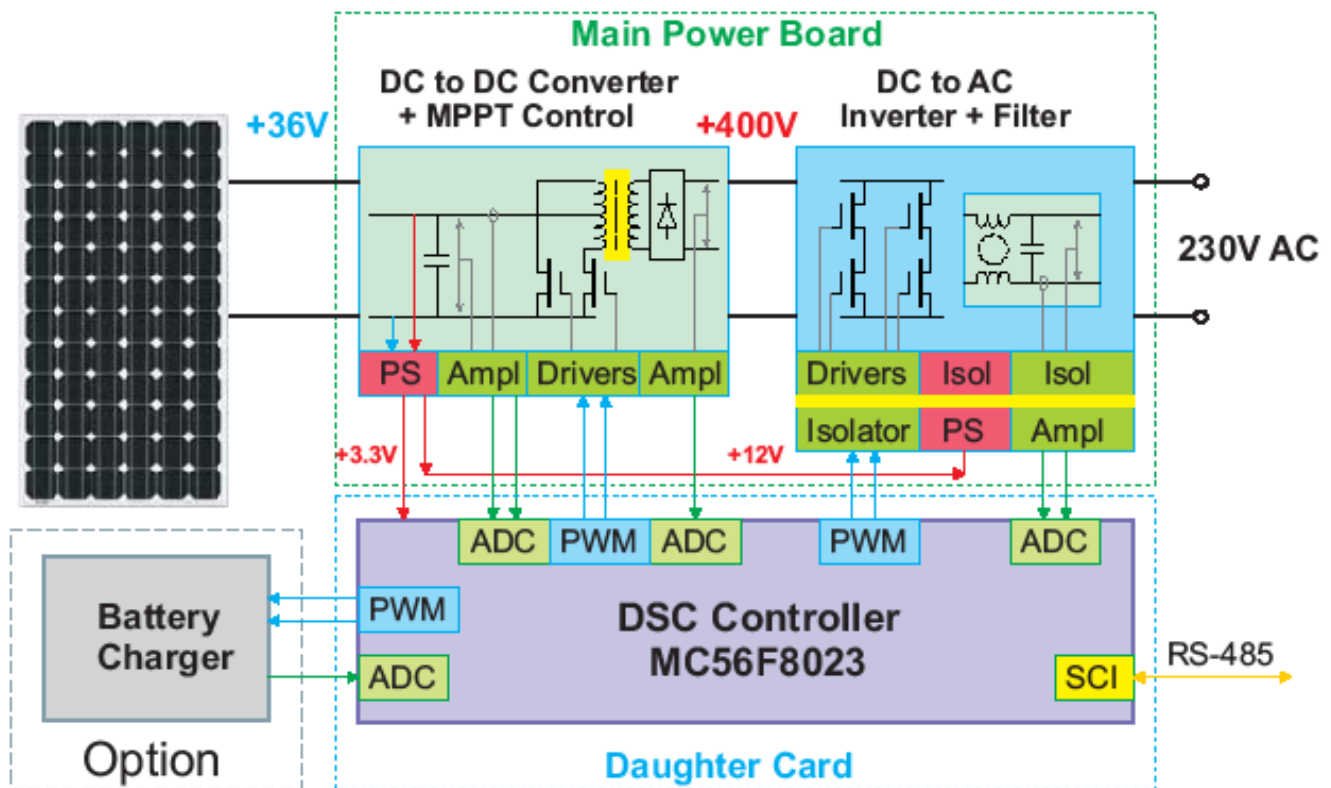 Main Power Board
DC to DC Converter
+ MPPT Control
DC to AC
Inverter + Filter
+36V
+400V
230V AC
PS
Ampl
Drivers
Ampl
Drivers
Isol
Isol
Isolator
PS
Ampl
+3.3V
+12V
ADC
PWM
ADC
PWM
ADC
Battery
Charger
PWM
ADC
DSC Controller
MC56F8023
SCI
RS-485
Option
Daughter Card